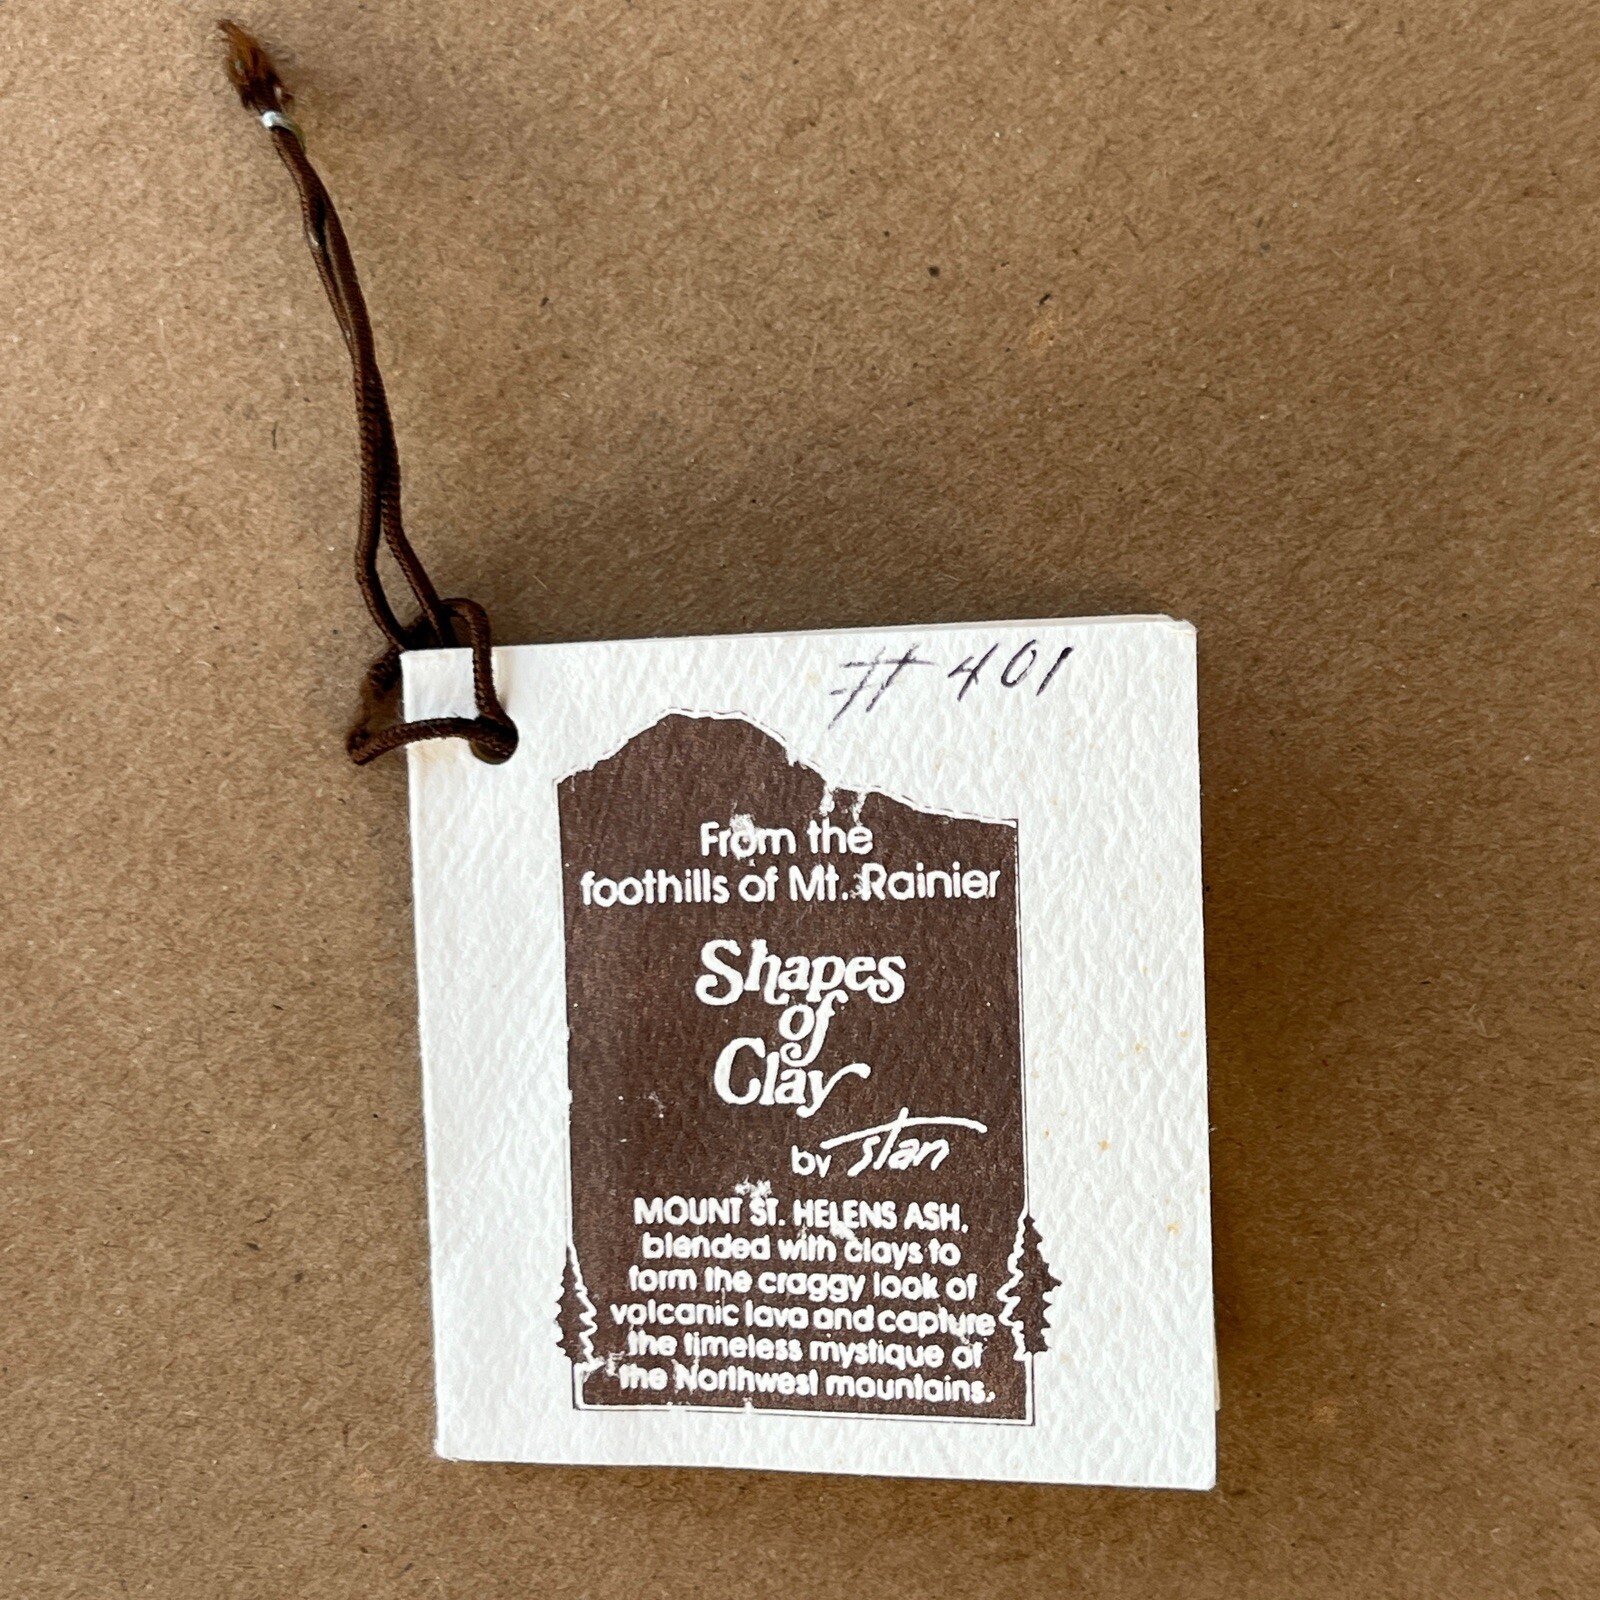 # 401
From the
foothills of Mt. Rainier
Shapes
of
Clay
by Stan
MOUNT ST. HELENS ASH,
blended with clays to
form the craggy look of
volcanic lava and capture
the timeless mystique of
the Northwest mountains.